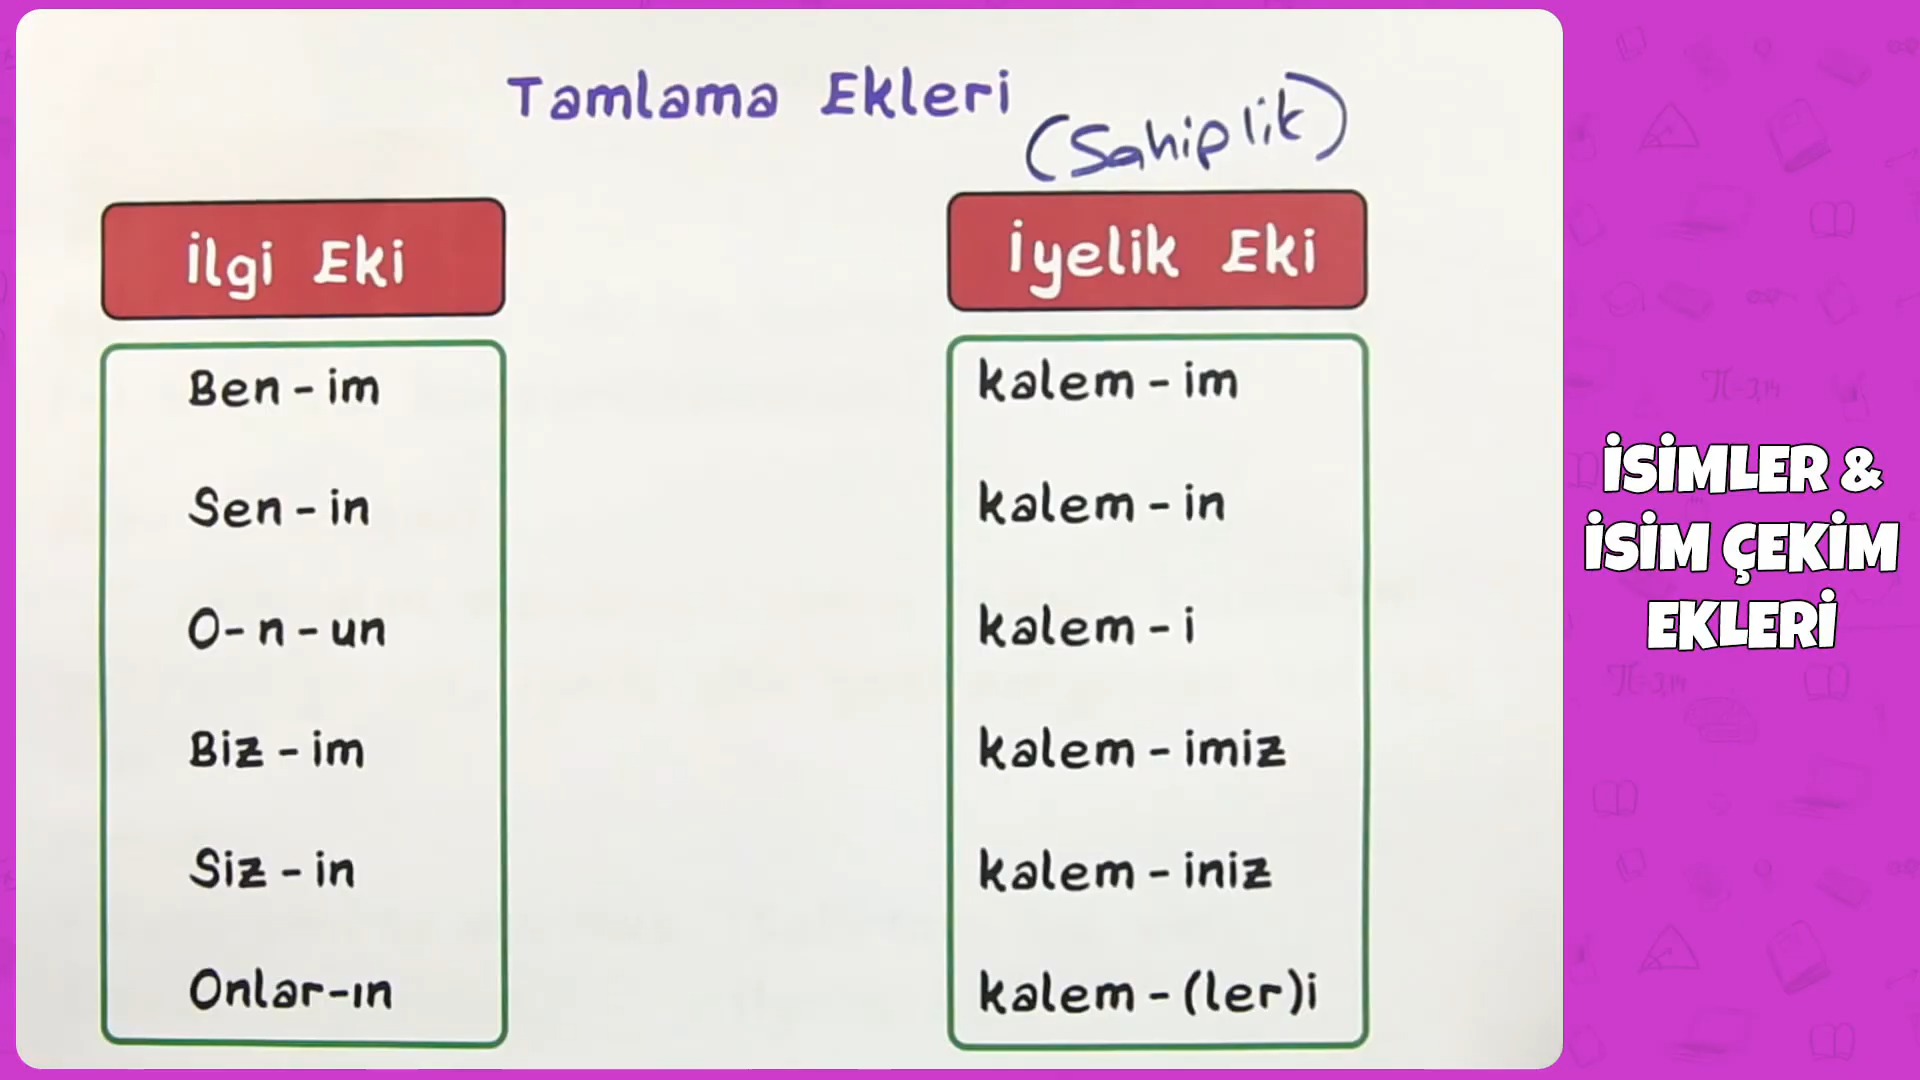 Tamlama Ekleri
(Sahiplik)
İlgi Eki
Ben - im
Sen - in
O - n - un
Biz - im
Siz - in
Onlar-ın
İyelik Eki
kalem - im
kalem - in
kalem - i
kalem - imiz
kalem - iniz
kalem - (ler)i
İSİMLER &
İSİM ÇEKİM
EKLERİ